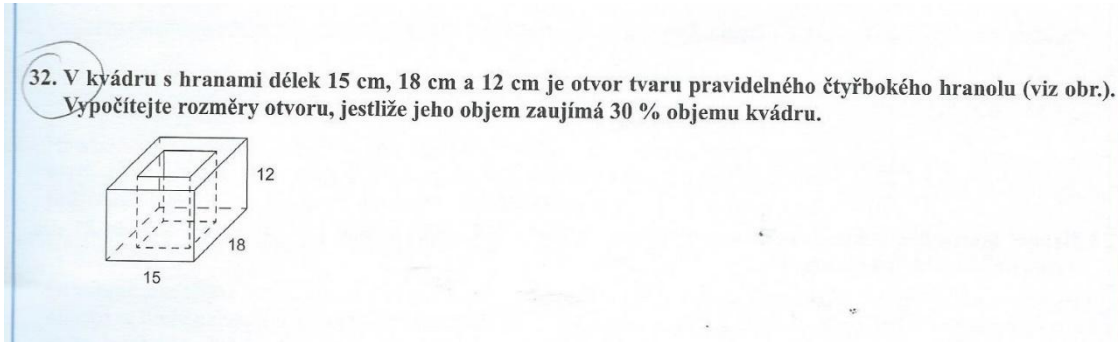 32. V kvádru s hranami délek 15 cm, 18 cm a 12 cm je otvor tvaru pravidelného čtyřbokého hranolu (viz obr.).
Vypočítejte rozměry otvoru, jestliže jeho objem zaujímá 30 % objemu kvádru.
12
18
15